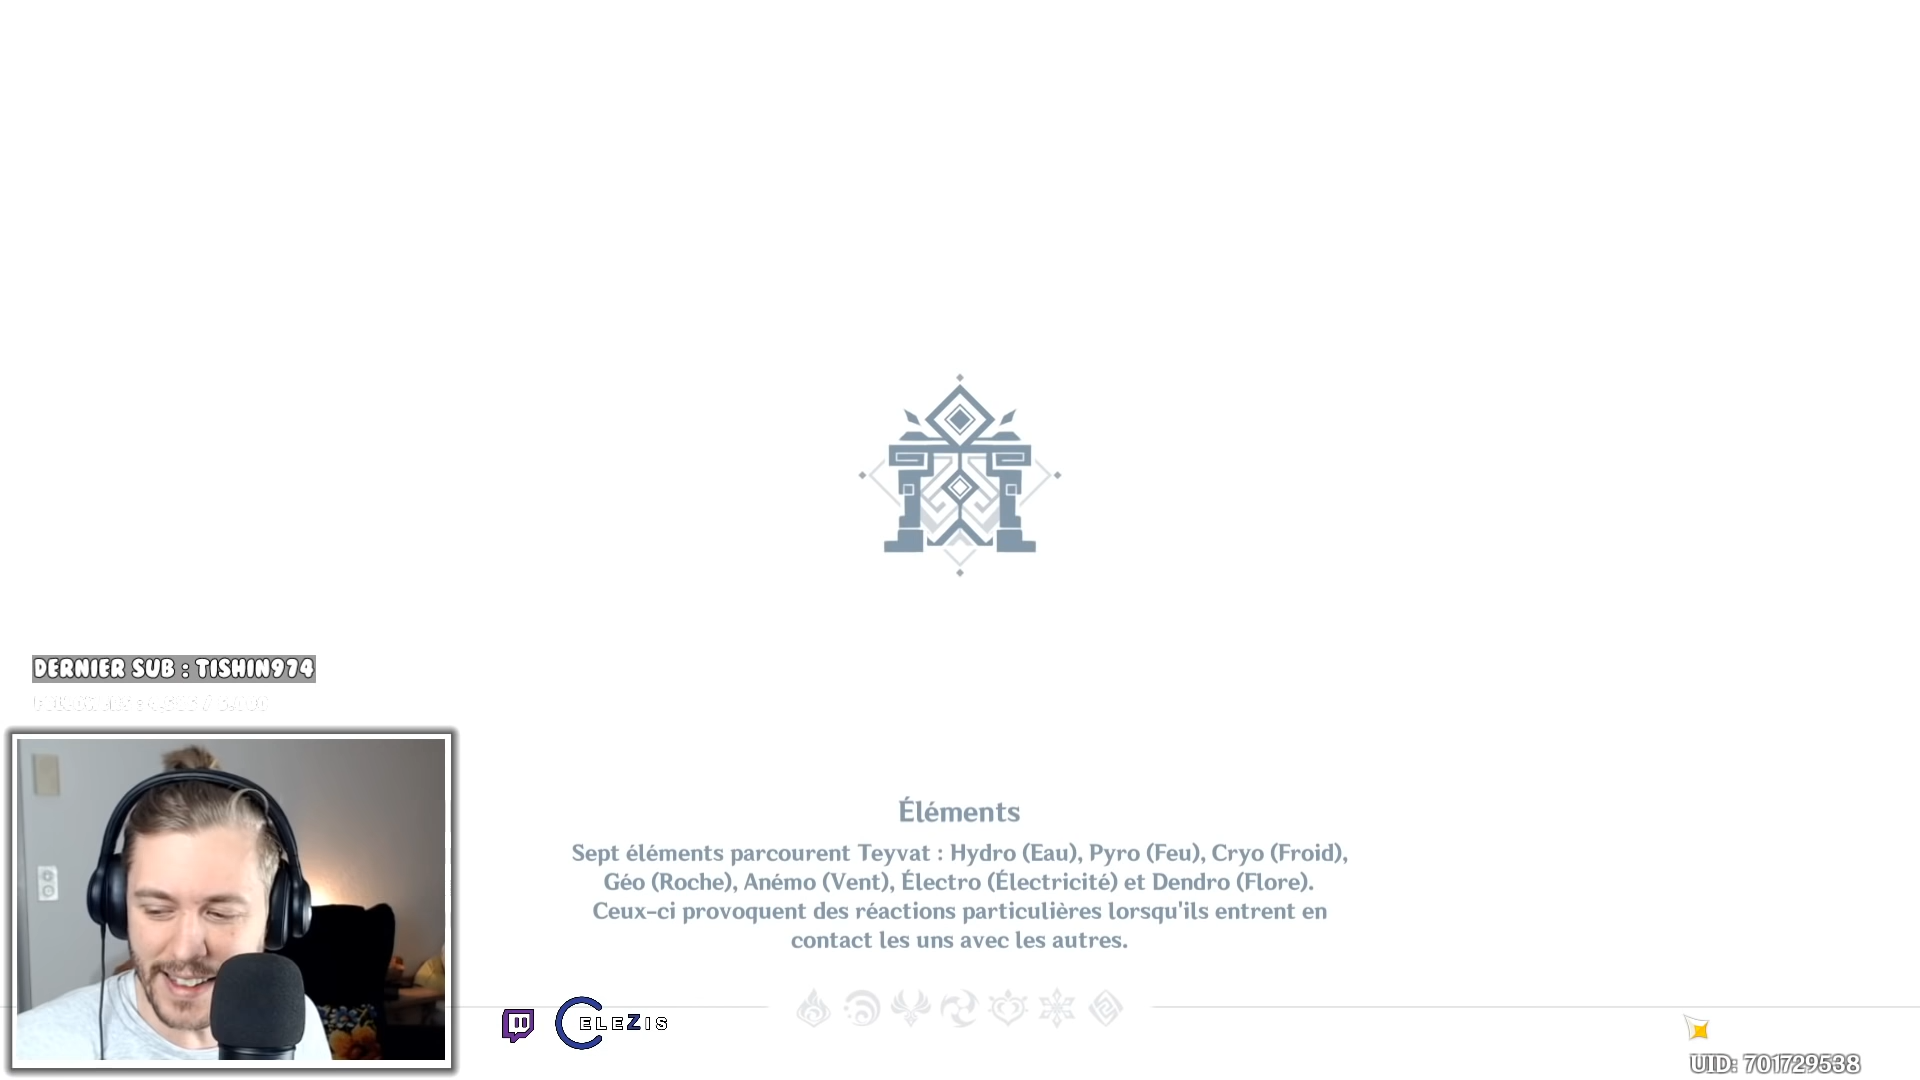 DERNIER SUB : TISHIN974
Éléments
Sept éléments parcourent Teyvat : Hydro (Eau), Pyro (Feu), Cryo (Froid),
Géo (Roche), Anémo (Vent), Électro (Électricité) et Dendro (Flore).
Ceux-ci provoquent des réactions particulières lorsqu'ils entrent en
contact les uns avec les autres.
CELEZIS
UID: 701729538